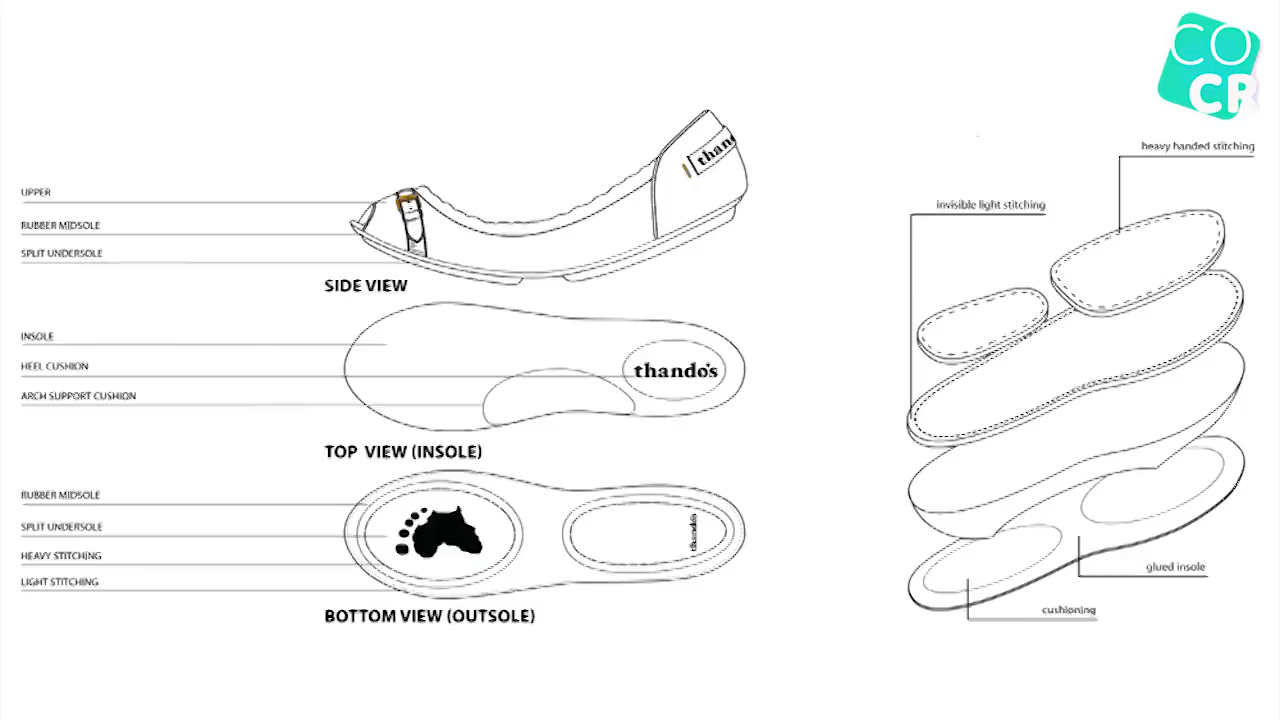 CO
CR
UPPER
RUBBER MIDSOLE
SPLIT UNDERSOLE
thando
SIDE VIEW
INSOLE
HEEL CUSHION
ARCH SUPPORT CUSHION
thando's
TOP VIEW (INSOLE)
RUBBER MIDSOLE
SPLIT UNDERSOLE
HEAVY STITCHING
LIGHT STITCHING
thando's
BOTTOM VIEW (OUTSOLE)
heavy handed stitching
invisible light stitching
glued insole
cushioning